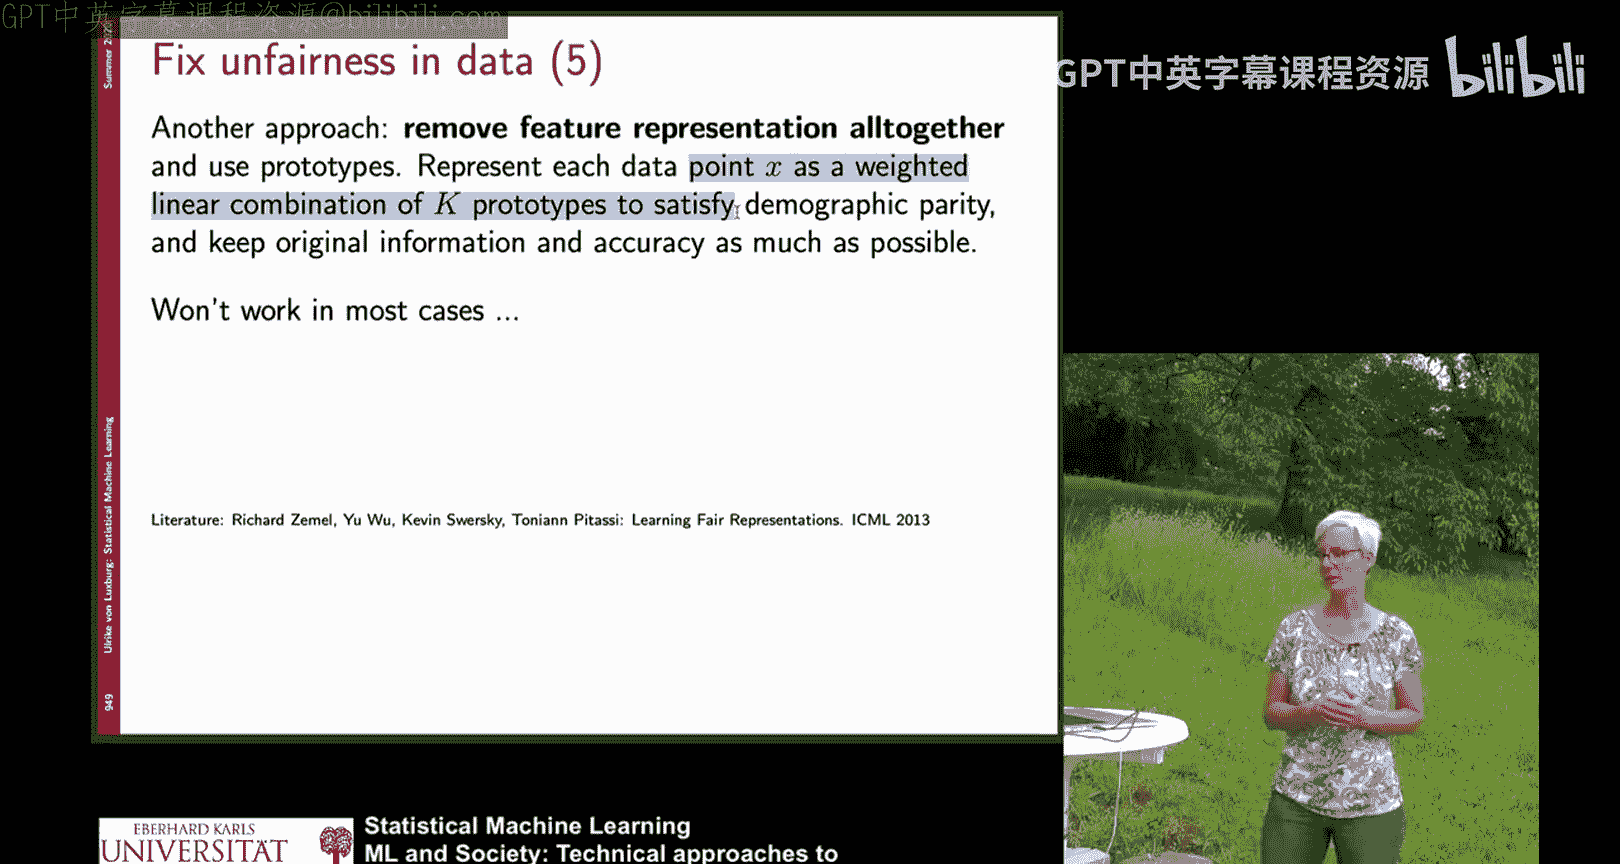 GPT中英字幕课程资源@bilibili.com
GPT中英字幕课程资源 bilibili
Fix unfairness in data (5)
Another approach: remove feature representation alltogether
and use prototypes. Represent each data point x as a weighted
linear combination of K prototypes to satisfy demographic parity,
and keep original information and accuracy as much as possible.
Won't work in most cases ...
Literature: Richard Zemel, Yu Wu, Kevin Swersky, Toniann Pitassi: Learning Fair Representations. ICML 2013
Summer
Ulrike von Luxburg: Statistical Machine Learning
949
EBERHARD KARLS
UNIVERSITÄT
Statistical Machine Learning
ML and Society: Technical approaches to